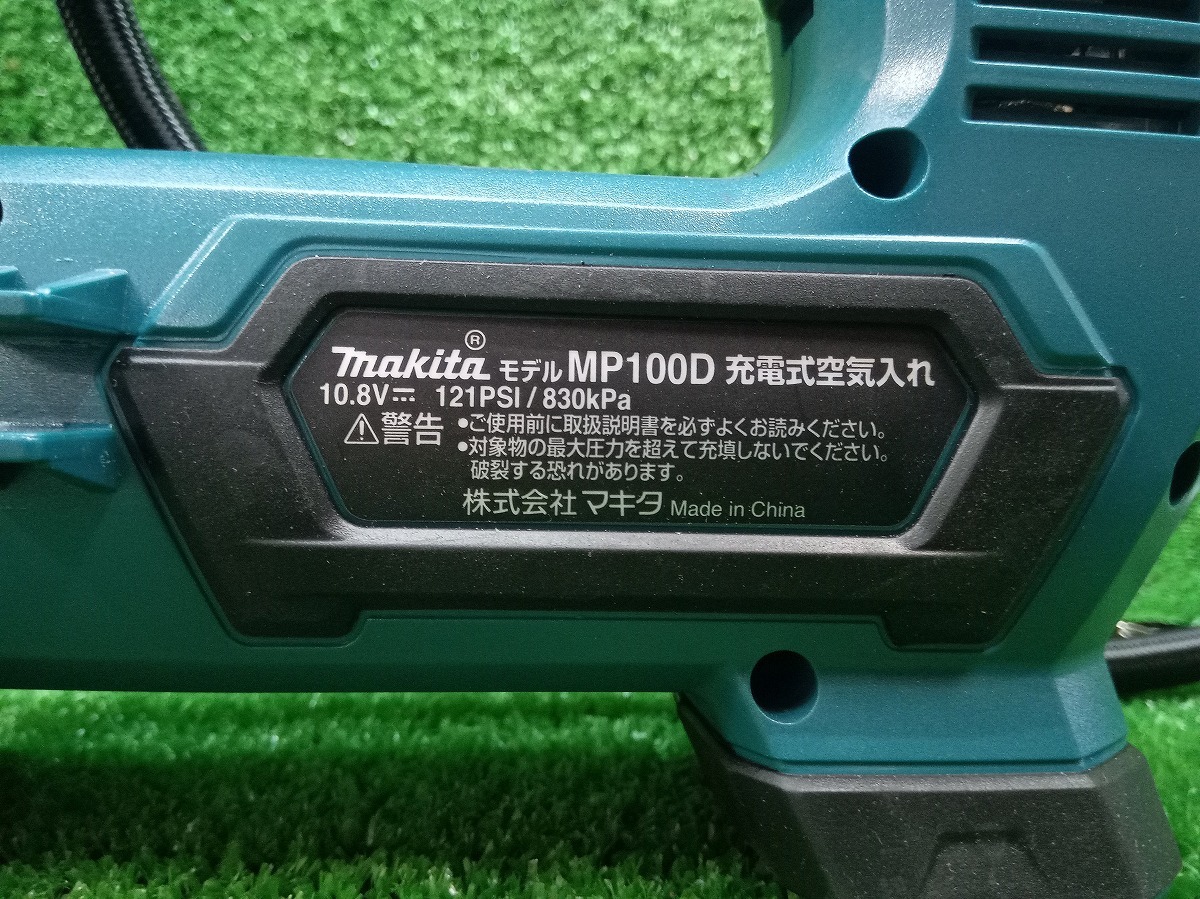 makita® モデル MP100D 充電式空気入れ
10.8V⎓ 121PSI / 830kPa
⚠警告 •ご使用前に取扱説明書を必ずよくお読みください。
•対象物の最大圧力を超えて充填しないでください。
破裂する恐れがあります。
株式会社 マキタ Made in China